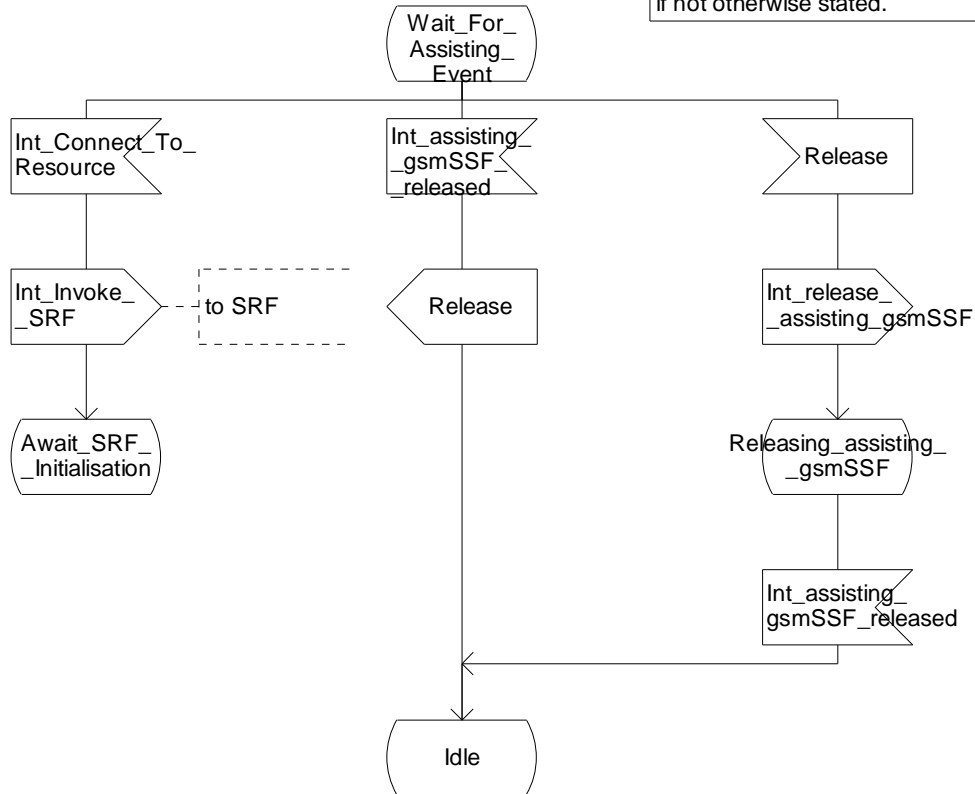 if not otherwise stated.
Wait_For_
Assisting_
Event
Int_Connect_To_
Resource
Int_assisting_
_gsmSSF_
_released
Release
Int_Invoke_
_SRF
to SRF
Release
Int_release_
_assisting_gsmSSF
Await_SRF_
_Initialisation
Releasing_assisting_
_gsmSSF
Int_assisting_
gsmSSF_released
Idle